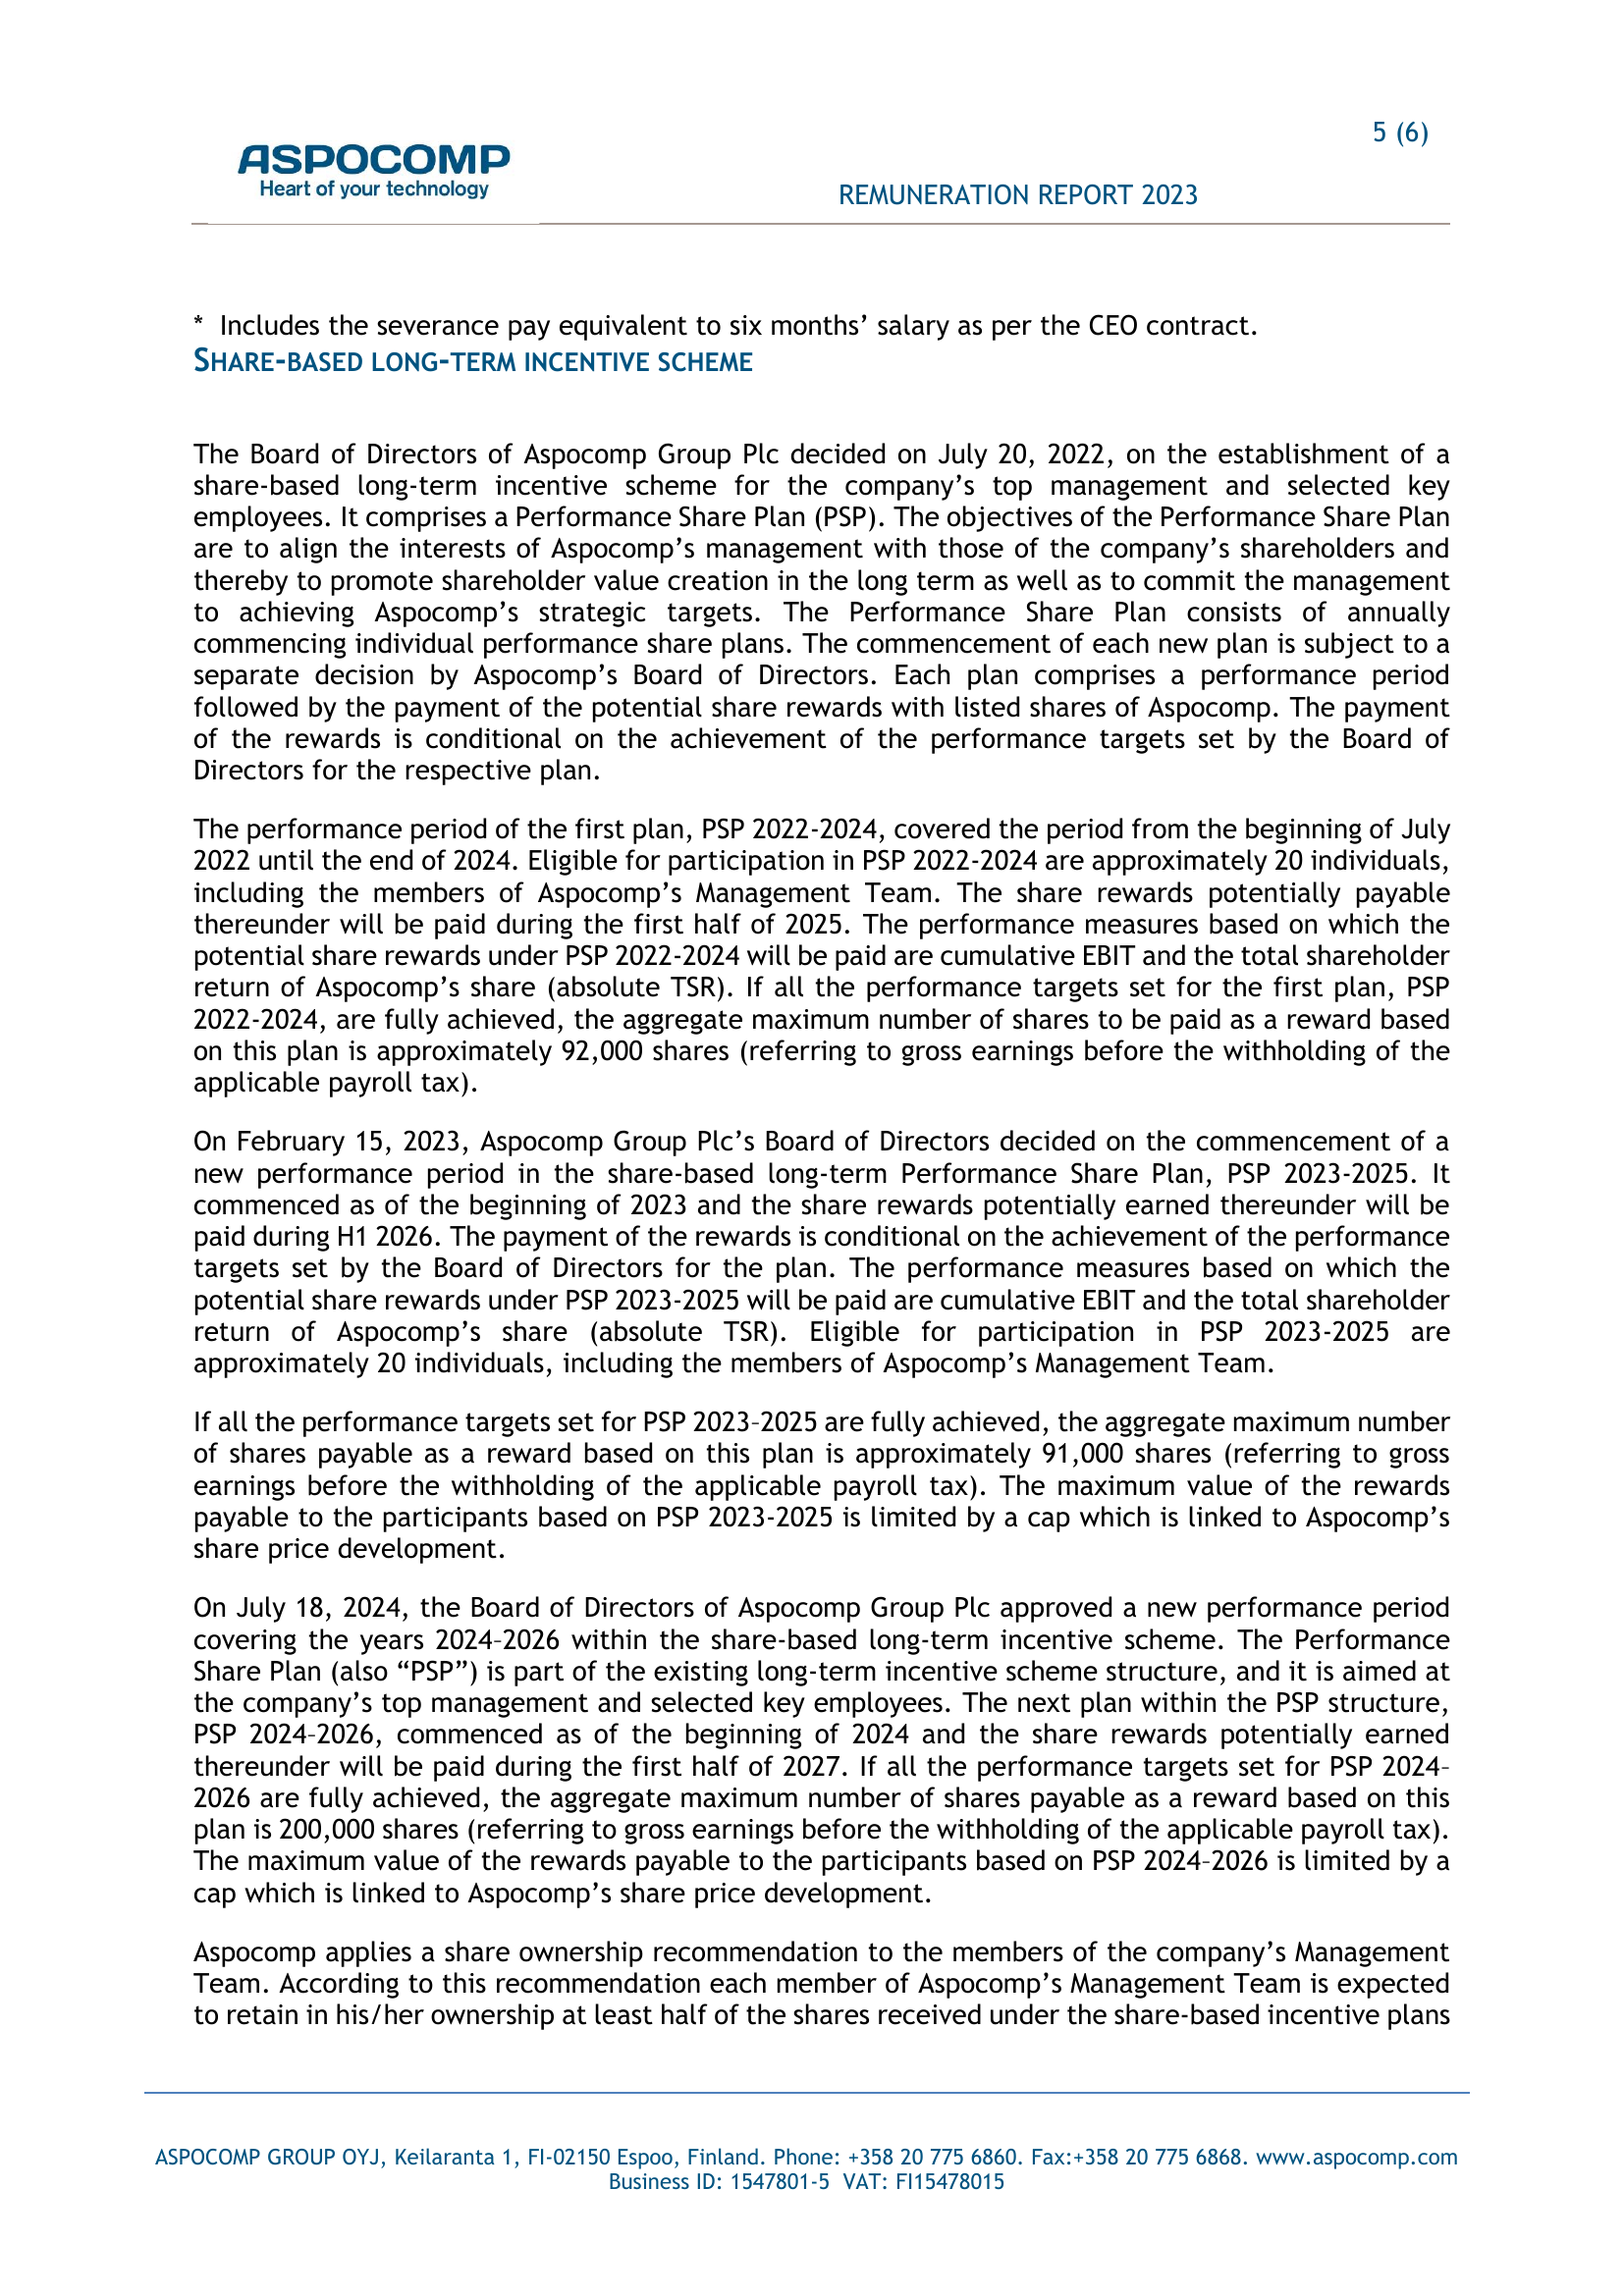 5 (6)
ASPOCOMP
Heart of your technology
REMUNERATION REPORT 2023
* Includes the severance pay equivalent to six months’ salary as per the CEO contract.
SHARE-BASED LONG-TERM INCENTIVE SCHEME
The Board of Directors of Aspocomp Group Plc decided on July 20, 2022, on the establishment of a
share-based long-term incentive scheme for the company’s top management and selected key
employees. It comprises a Performance Share Plan (PSP). The objectives of the Performance Share Plan
are to align the interests of Aspocomp’s management with those of the company’s shareholders and
thereby to promote shareholder value creation in the long term as well as to commit the management
to achieving Aspocomp’s strategic targets. The Performance Share Plan consists of annually
commencing individual performance share plans. The commencement of each new plan is subject to a
separate decision by Aspocomp’s Board of Directors. Each plan comprises a performance period
followed by the payment of the potential share rewards with listed shares of Aspocomp. The payment
of the rewards is conditional on the achievement of the performance targets set by the Board of
Directors for the respective plan.
The performance period of the first plan, PSP 2022-2024, covered the period from the beginning of July
2022 until the end of 2024. Eligible for participation in PSP 2022-2024 are approximately 20 individuals,
including the members of Aspocomp’s Management Team. The share rewards potentially payable
thereunder will be paid during the first half of 2025. The performance measures based on which the
potential share rewards under PSP 2022-2024 will be paid are cumulative EBIT and the total shareholder
return of Aspocomp’s share (absolute TSR). If all the performance targets set for the first plan, PSP
2022-2024, are fully achieved, the aggregate maximum number of shares to be paid as a reward based
on this plan is approximately 92,000 shares (referring to gross earnings before the withholding of the
applicable payroll tax).
On February 15, 2023, Aspocomp Group Plc’s Board of Directors decided on the commencement of a
new performance period in the share-based long-term Performance Share Plan, PSP 2023-2025. It
commenced as of the beginning of 2023 and the share rewards potentially earned thereunder will be
paid during H1 2026. The payment of the rewards is conditional on the achievement of the performance
targets set by the Board of Directors for the plan. The performance measures based on which the
potential share rewards under PSP 2023-2025 will be paid are cumulative EBIT and the total shareholder
return of Aspocomp’s share (absolute TSR). Eligible for participation in PSP 2023-2025 are
approximately 20 individuals, including the members of Aspocomp’s Management Team.
If all the performance targets set for PSP 2023–2025 are fully achieved, the aggregate maximum number
of shares payable as a reward based on this plan is approximately 91,000 shares (referring to gross
earnings before the withholding of the applicable payroll tax). The maximum value of the rewards
payable to the participants based on PSP 2023-2025 is limited by a cap which is linked to Aspocomp’s
share price development.
On July 18, 2024, the Board of Directors of Aspocomp Group Plc approved a new performance period
covering the years 2024–2026 within the share-based long-term incentive scheme. The Performance
Share Plan (also “PSP”) is part of the existing long-term incentive scheme structure, and it is aimed at
the company’s top management and selected key employees. The next plan within the PSP structure,
PSP 2024–2026, commenced as of the beginning of 2024 and the share rewards potentially earned
thereunder will be paid during the first half of 2027. If all the performance targets set for PSP 2024–
2026 are fully achieved, the aggregate maximum number of shares payable as a reward based on this
plan is 200,000 shares (referring to gross earnings before the withholding of the applicable payroll tax).
The maximum value of the rewards payable to the participants based on PSP 2024–2026 is limited by a
cap which is linked to Aspocomp’s share price development.
Aspocomp applies a share ownership recommendation to the members of the company’s Management
Team. According to this recommendation each member of Aspocomp’s Management Team is expected
to retain in his/her ownership at least half of the shares received under the share-based incentive plans
ASPOCOMP GROUP OYJ, Keilaranta 1, FI-02150 Espoo, Finland. Phone: +358 20 775 6860. Fax:+358 20 775 6868. www.aspocomp.com
Business ID: 1547801-5 VAT: FI15478015